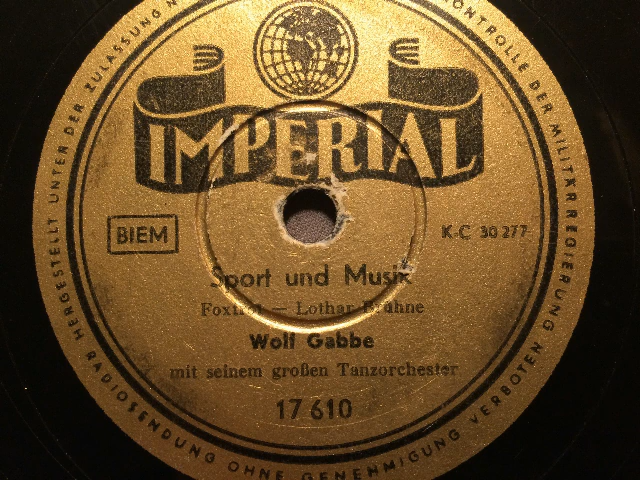 HERGESTELLT UNTER DER ZULASSUNG N
KONTROLLE DER MILITÄRREGIERUNG
IMPERIAL
BIEM
K-C 30 277
Sport und Musik
Foxtrot — Lothar Brühne
Wolf Gabbe
mit seinem großen Tanzorchester
17 610
RADIOSENDUNG OHNE GENEHMIGUNG VERBOTEN